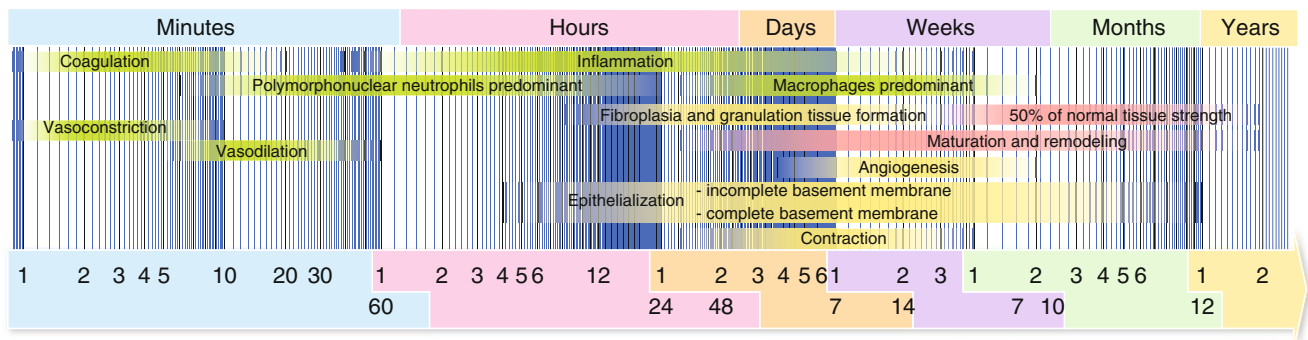 Minutes Hours Days Weeks Months Years
Coagulation Inflammation
Polymorphonuclear neutrophils predominant Macrophages predominant
Fibroplasia and granulation tissue formation 50% of normal tissue strength
Vasoconstriction
Maturation and remodeling
Vasodilation
Angiogenesis
Epithelialization - incomplete basement membrane
- complete basement membrane
Contraction
1 2 3 4 5 10 20 30 1 2 3 4 5 6 12 1 2 3 4 5 6 1 2 3 1 2 3 4 5 6 1 2
60 24 48 7 14 7 10 12